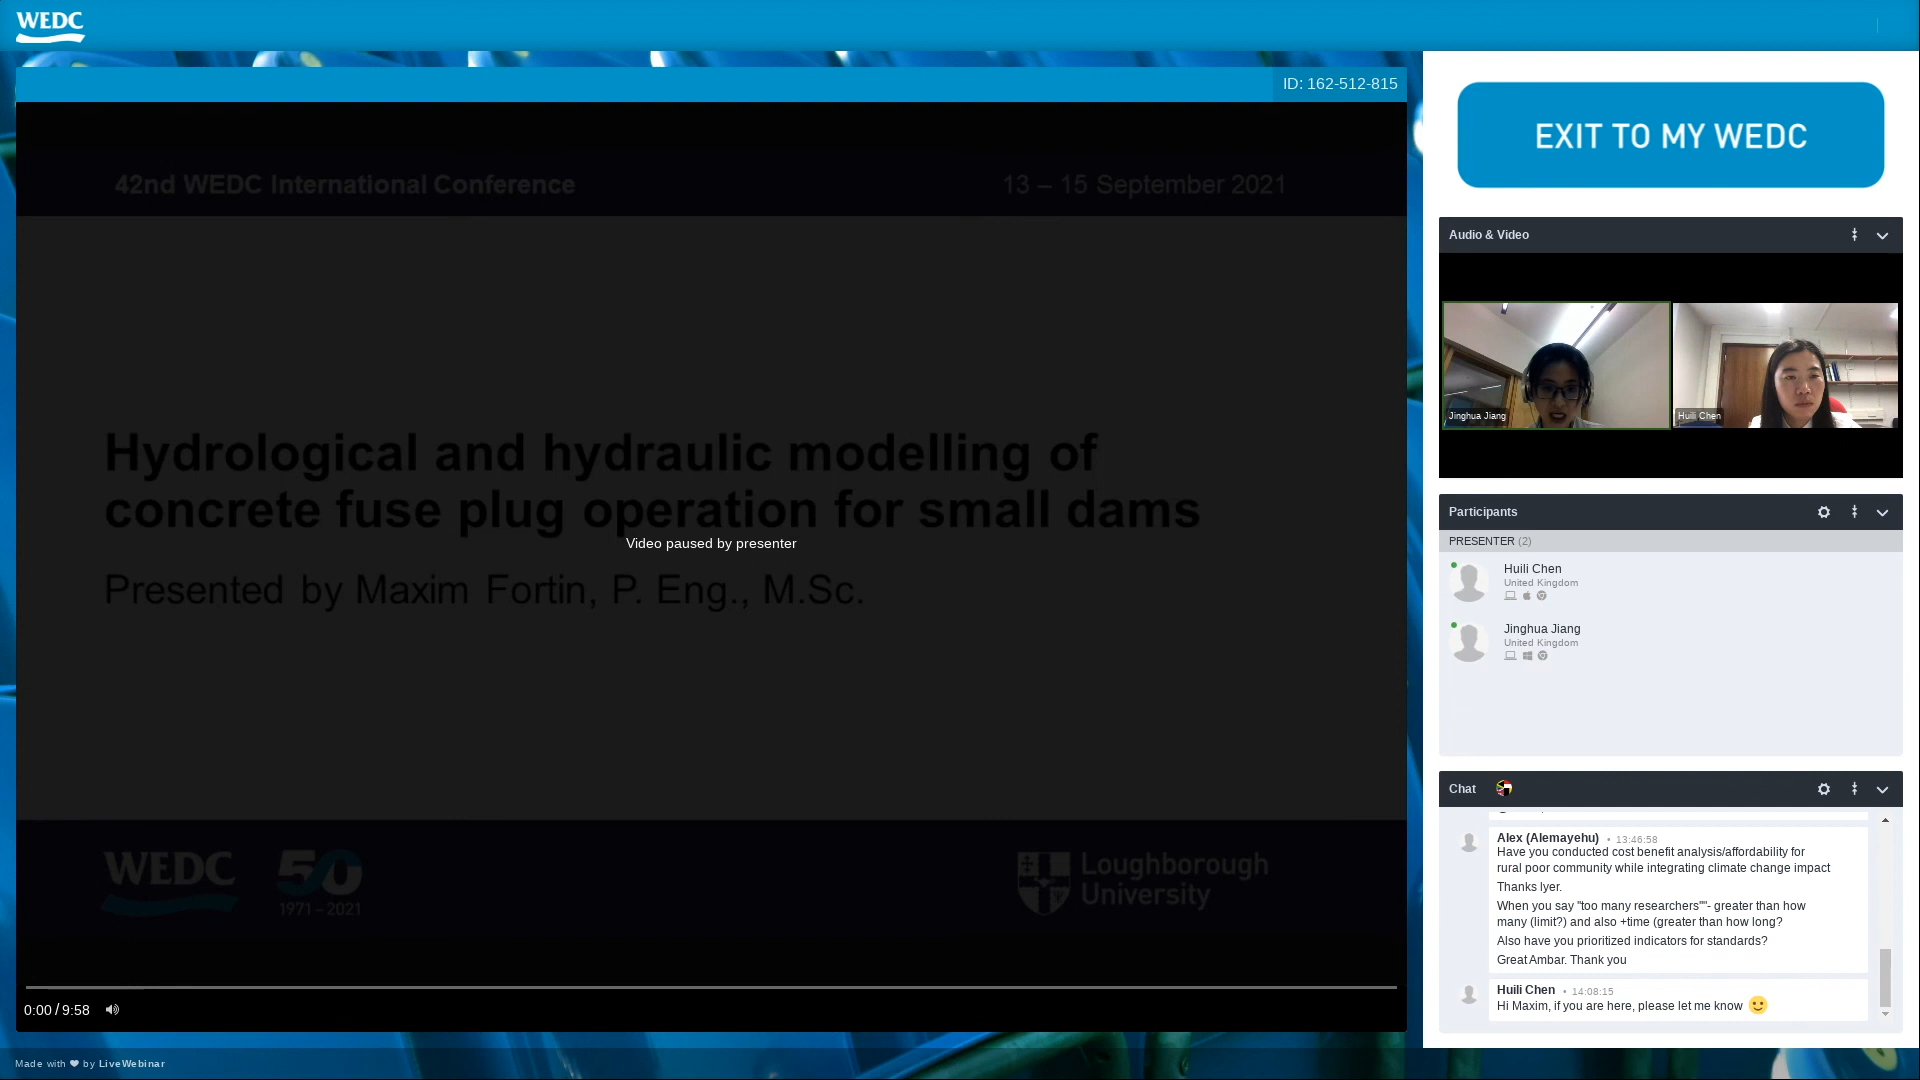 WEDC
ID: 162-512-815
42nd WEDC International Conference
13 – 15 September 2021
Hydrological and hydraulic modelling of
concrete fuse plug operation for small dams
Video paused by presenter
Presented by Maxim Fortin, P. Eng., M.Sc.
WEDC
50
1971–2021
Loughborough
University
0:00 / 9:58
Made with by LiveWebinar
EXIT TO MY WEDC
Audio & Video
Jinghua Jiang
Huili Chen
Participants
PRESENTER (2)
Huili Chen
United Kingdom
Jinghua Jiang
United Kingdom
Chat
Alex (Alemayehu) • 13:46:58
Have you conducted cost benefit analysis/affordability for
rural poor community while integrating climate change impact
Thanks Iyer.
When you say "too many researchers""- greater than how
many (limit?) and also +time (greater than how long?
Also have you prioritized indicators for standards?
Great Ambar. Thank you
Huili Chen • 14:08:15
Hi Maxim, if you are here, please let me know 🙂